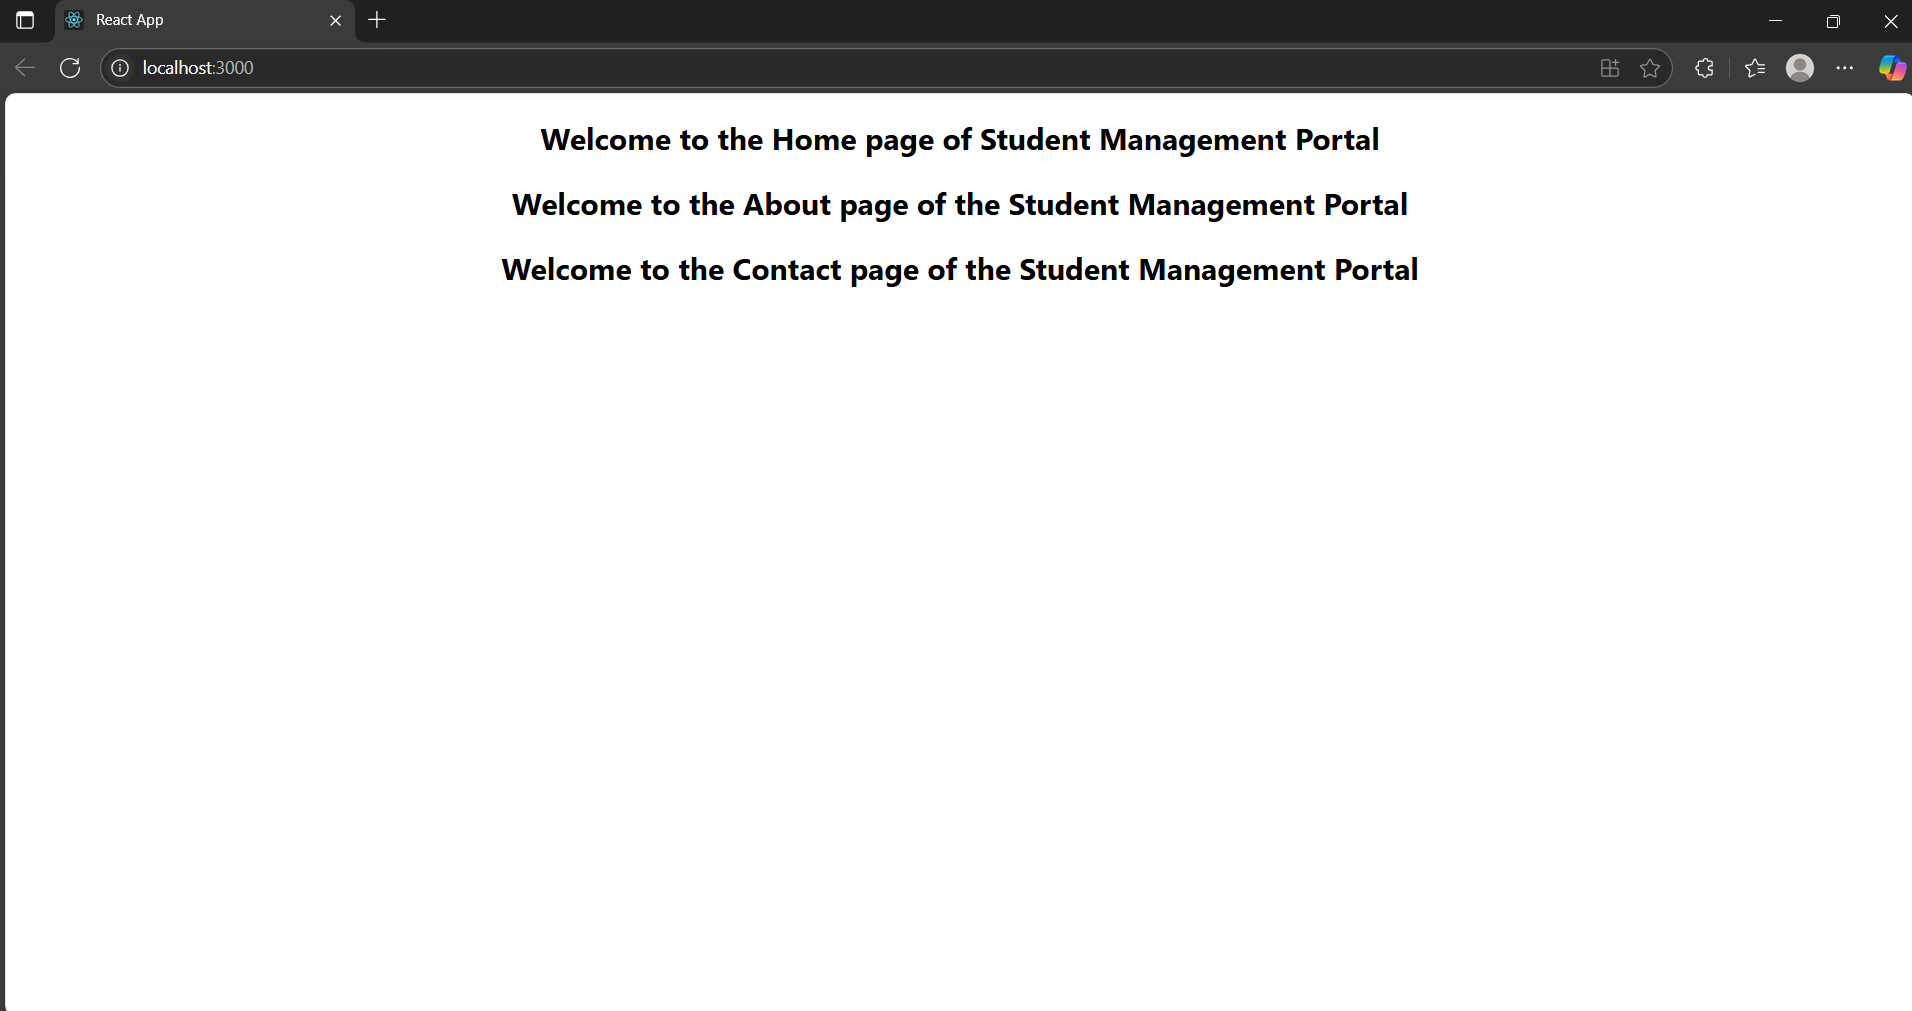 React App
localhost:3000
Welcome to the Home page of Student Management Portal
Welcome to the About page of the Student Management Portal
Welcome to the Contact page of the Student Management Portal